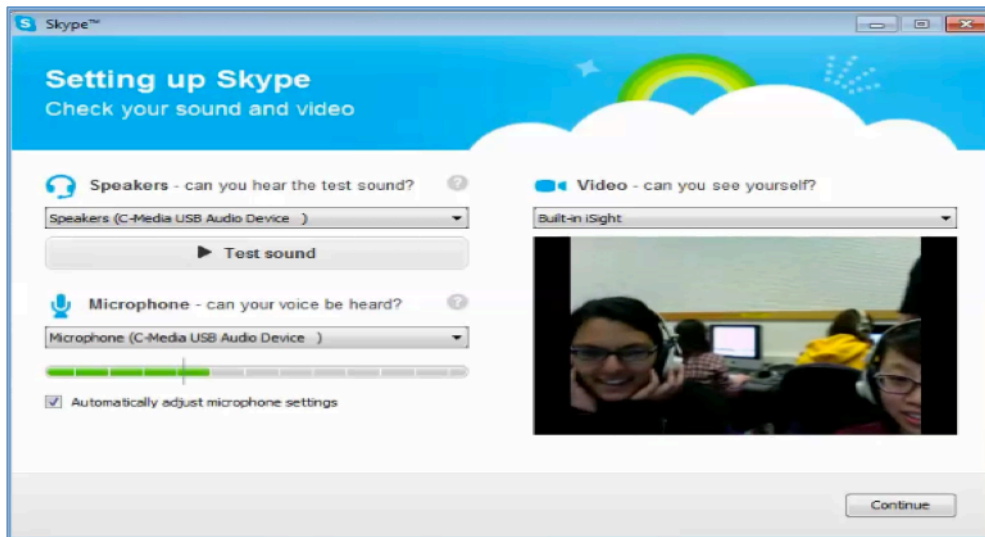 Skype™
Setting up Skype
Check your sound and video
Speakers - can you hear the test sound?
Speakers (C-Media USB Audio Device )
Test sound
Microphone - can your voice be heard?
Microphone (C-Media USB Audio Device )
Automatically adjust microphone settings
Video - can you see yourself?
Built-in iSight
Continue